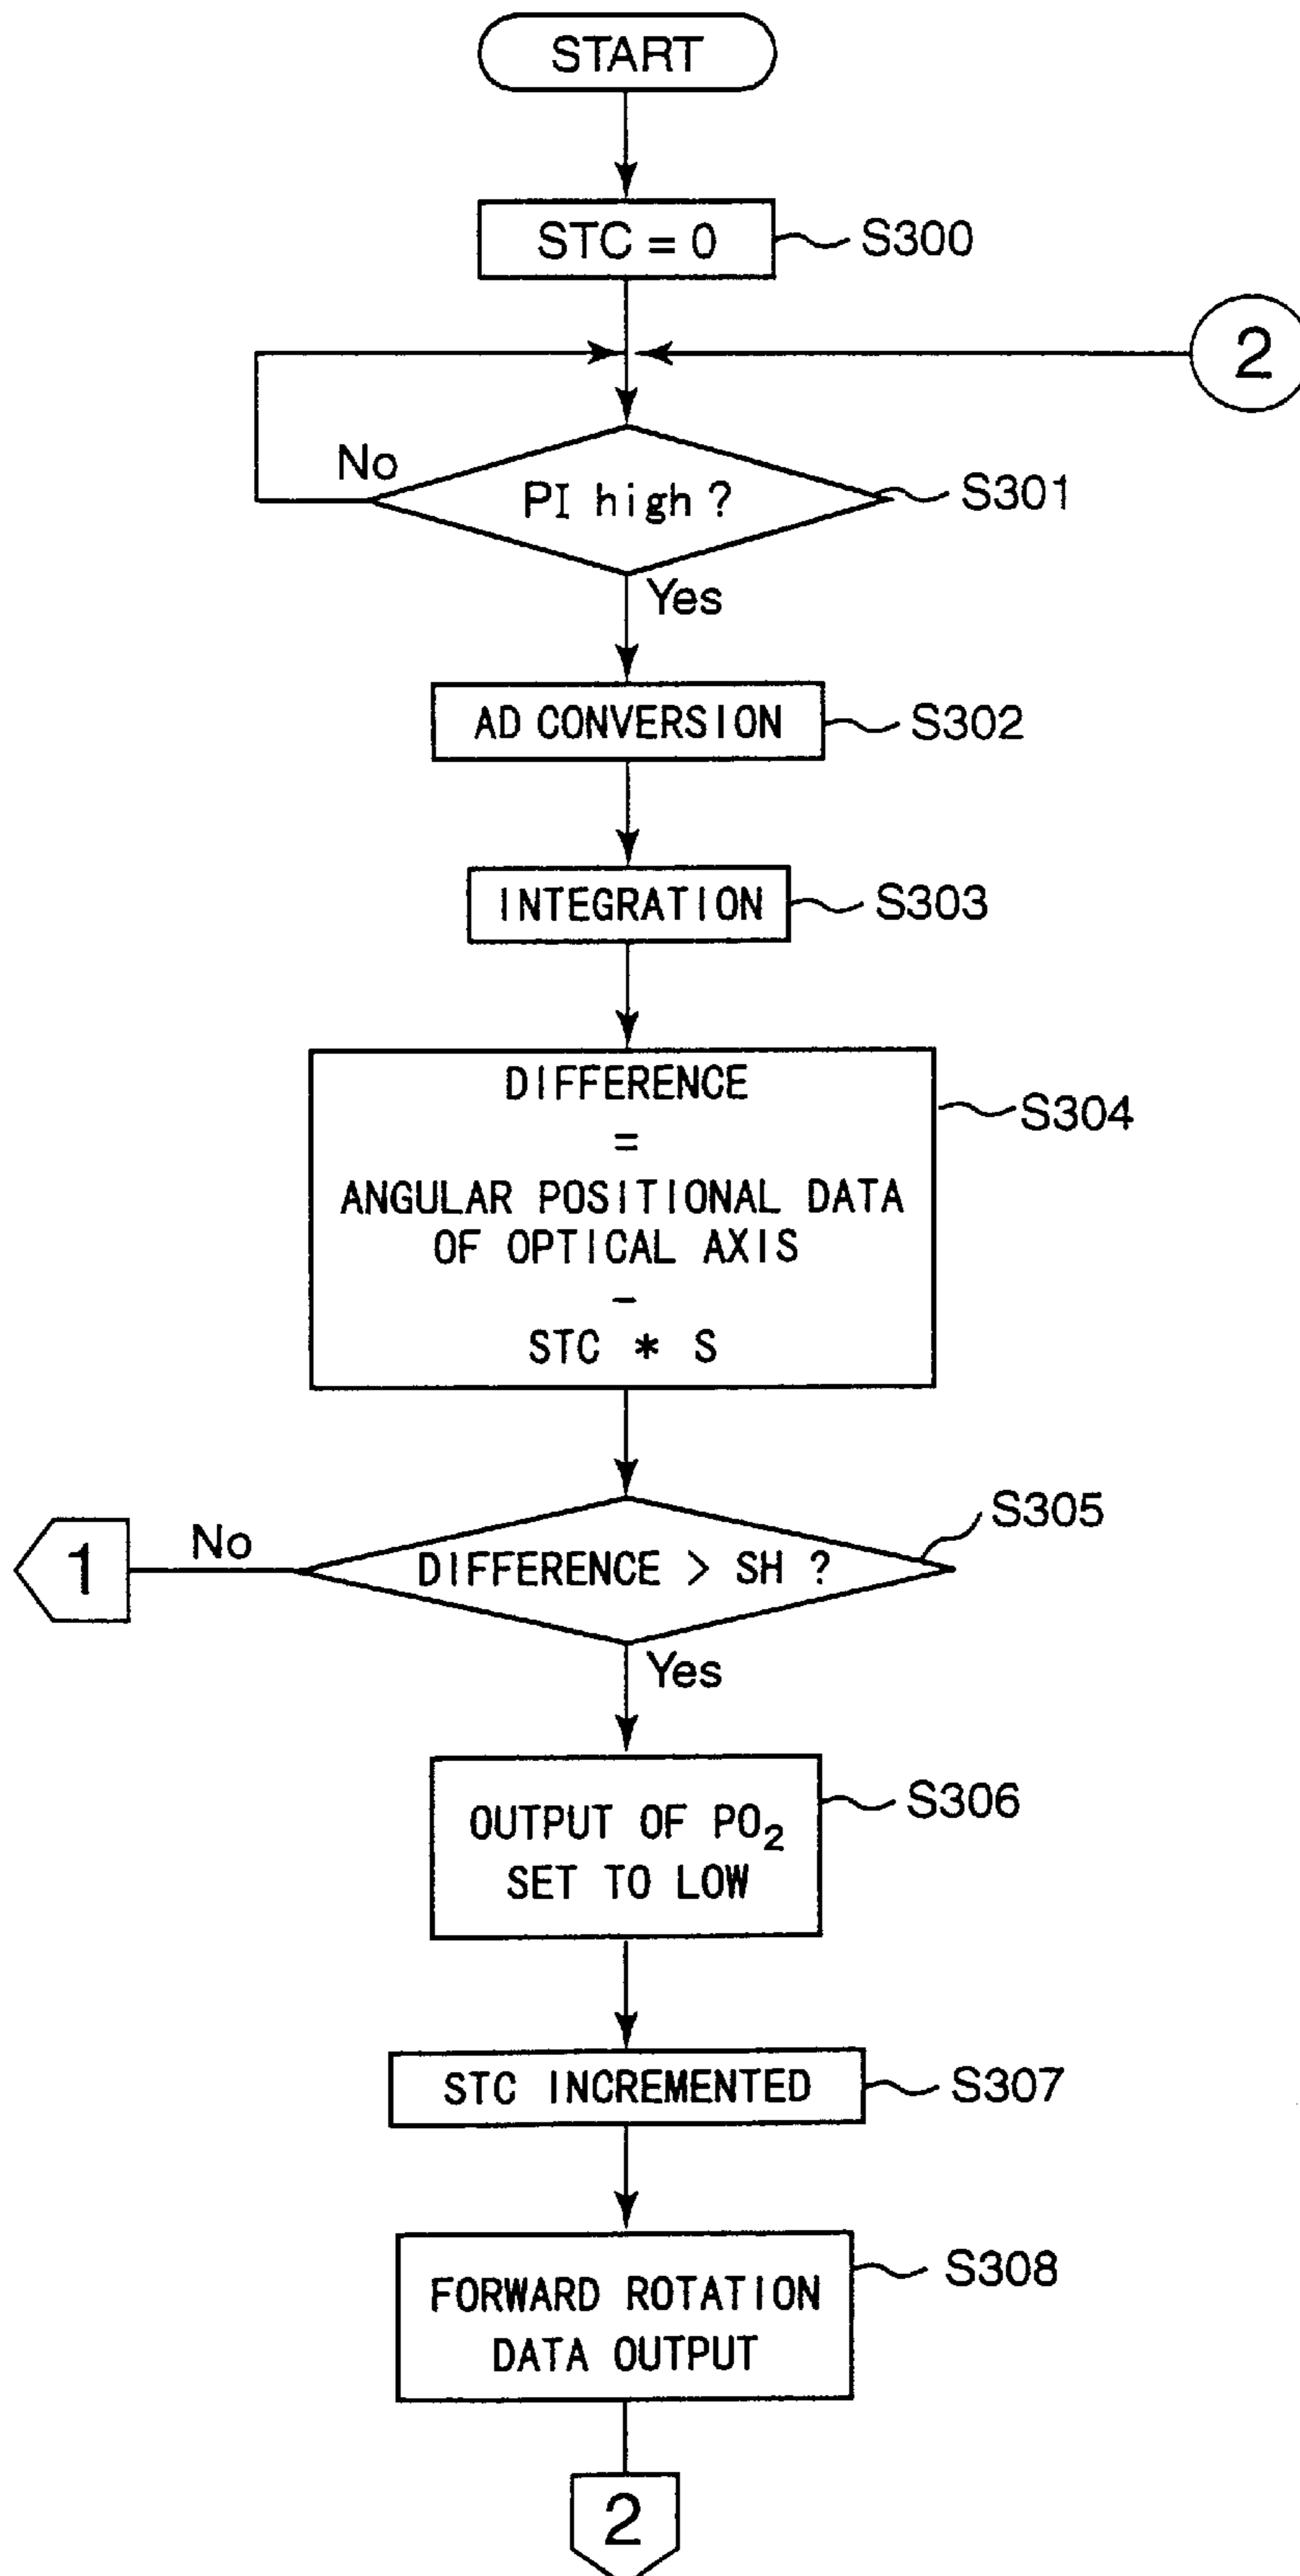 START
STC = 0
S300
2
No
PI high ?
S301
Yes
AD CONVERSION
S302
INTEGRATION
S303
DIFFERENCE
=
ANGULAR POSITIONAL DATA
OF OPTICAL AXIS
-
STC * S
S304
1
No
DIFFERENCE > SH ?
S305
Yes
OUTPUT OF PO₂
SET TO LOW
S306
STC INCREMENTED
S307
FORWARD ROTATION
DATA OUTPUT
S308
2